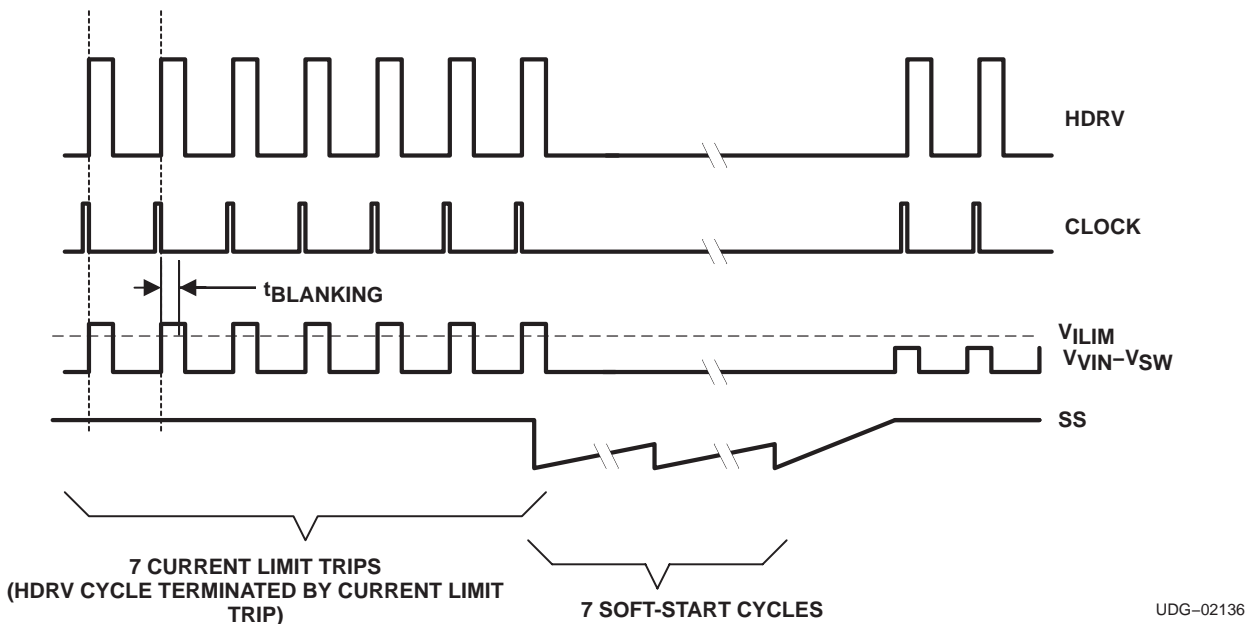 HDRV
CLOCK
tBLANKING
VILIM
VVIN−VSW
SS
7 CURRENT LIMIT TRIPS
(HDRV CYCLE TERMINATED BY CURRENT LIMIT
TRIP)
7 SOFT-START CYCLES
UDG−02136